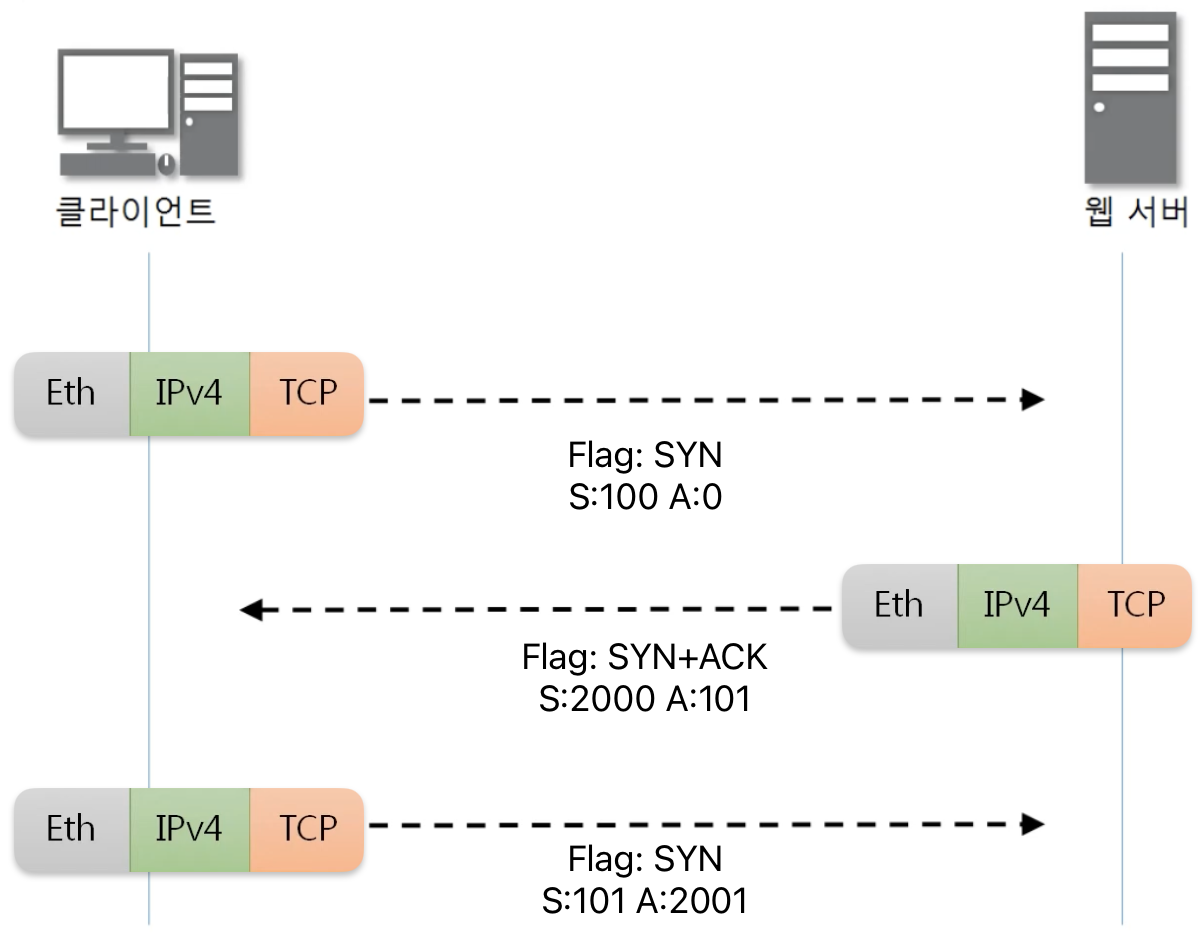 클라이언트
웹 서버
Eth IPv4 TCP
Flag: SYN
S:100 A:0
Eth IPv4 TCP
Flag: SYN+ACK
S:2000 A:101
Eth IPv4 TCP
Flag: SYN
S:101 A:2001